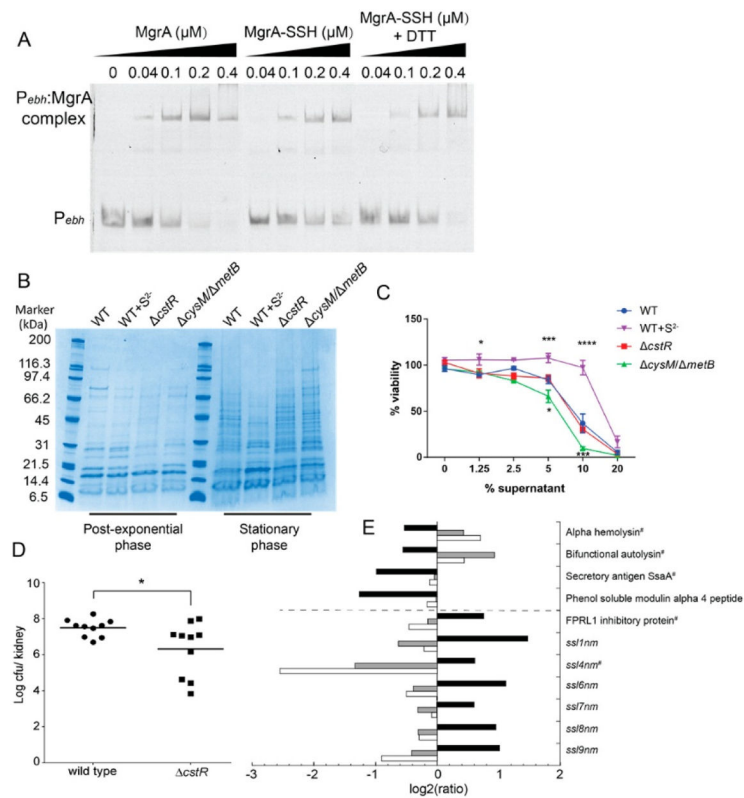 A
MgrA (μM)
MgrA-SSH (μM)
MgrA-SSH (μM)
+ DTT
0 0.04 0.1 0.2 0.4 0.04 0.1 0.2 0.4 0.04 0.1 0.2 0.4
Pebh:MgrA
complex
Pebh
B
Marker
(kDa)
WT
WT+S2-
ΔcstR
ΔcysM/ΔmetB
WT
WT+S2-
ΔcstR
ΔcysM/ΔmetB
200
116.3
97.4
66.2
45
31
21.5
14.4
6.5
Post-exponential
phase
Stationary
phase
C
WT
WT+S2-
ΔcstR
ΔcysM/ΔmetB
% viability
150
100
50
0
* *** ****
*
***
0 1.25 2.5 5 10 20
% supernatant
D
*
Log cfu/ kidney
10
8
6
4
2
0
wild type
ΔcstR
E
Alpha hemolysin#
Bifunctional autolysin#
Secretory antigen SsaA#
Phenol soluble modulin alpha 4 peptide
FPRL1 inhibitory protein#
ssl1nm
ssl4nm#
ssl6nm
ssl7nm
ssl8nm
ssl9nm
-3 -2 -1 0 1 2
log2(ratio)